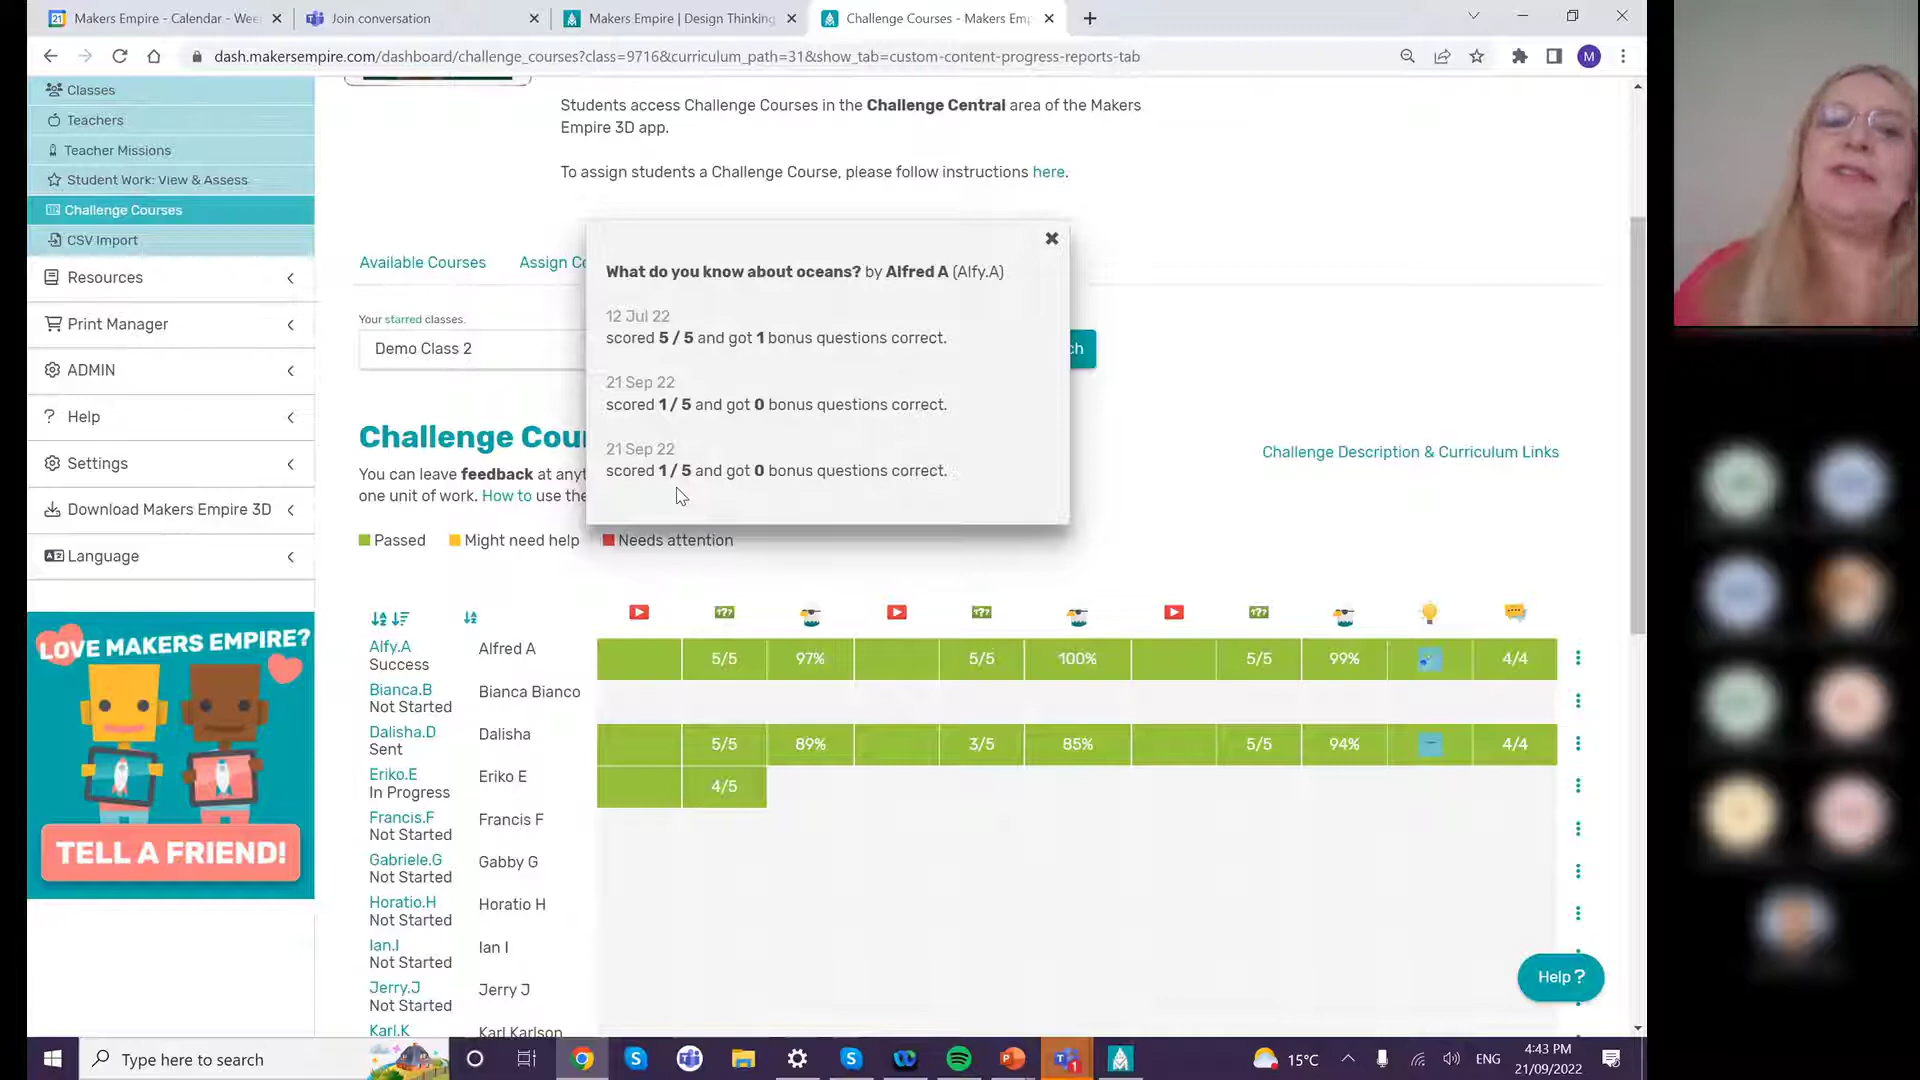 Makers Empire - Calendar - Wee
Join conversation
Makers Empire | Design Thinking
Challenge Courses - Makers Em
dash.makersempire.com/dashboard/challenge_courses?class=9716&curriculum_path=31&show_tab=custom-content-progress-reports-tab
M
Classes
Teachers
Teacher Missions
Student Work: View & Assess
Challenge Courses
CSV Import
Resources
Print Manager
ADMIN
Help
Settings
Download Makers Empire 3D
Language
LOVE MAKERS EMPIRE?
TELL A FRIEND!
Students access Challenge Courses in the Challenge Central area of the Makers
Empire 3D app.
To assign students a Challenge Course, please follow instructions here.
Available Courses
Assign Co
Your starred classes.
Demo Class 2
ch
What do you know about oceans? by Alfred A (Alfy.A)
12 Jul 22
scored 5 / 5 and got 1 bonus questions correct.
21 Sep 22
scored 1 / 5 and got 0 bonus questions correct.
21 Sep 22
scored 1 / 5 and got 0 bonus questions correct.
Challenge Cou
You can leave feedback at any
one unit of work. How to use the
Challenge Description & Curriculum Links
Passed
Might need help
Needs attention
Alfy.A
Success
Alfred A
5/5 97% 5/5 100% 5/5 99% 4/4
Bianca.B
Not Started
Bianca Bianco
Dalisha.D
Sent
Dalisha
5/5 89% 3/5 85% 5/5 94% 4/4
Eriko.E
In Progress
Eriko E
4/5
Francis.F
Not Started
Francis F
Gabriele.G
Not Started
Gabby G
Horatio.H
Not Started
Horatio H
Ian.I
Not Started
Ian I
Jerry.J
Not Started
Jerry J
Karl.K
Karl Karlson
Help ?
Type here to search
15°C
ENG
4:43 PM
21/09/2022